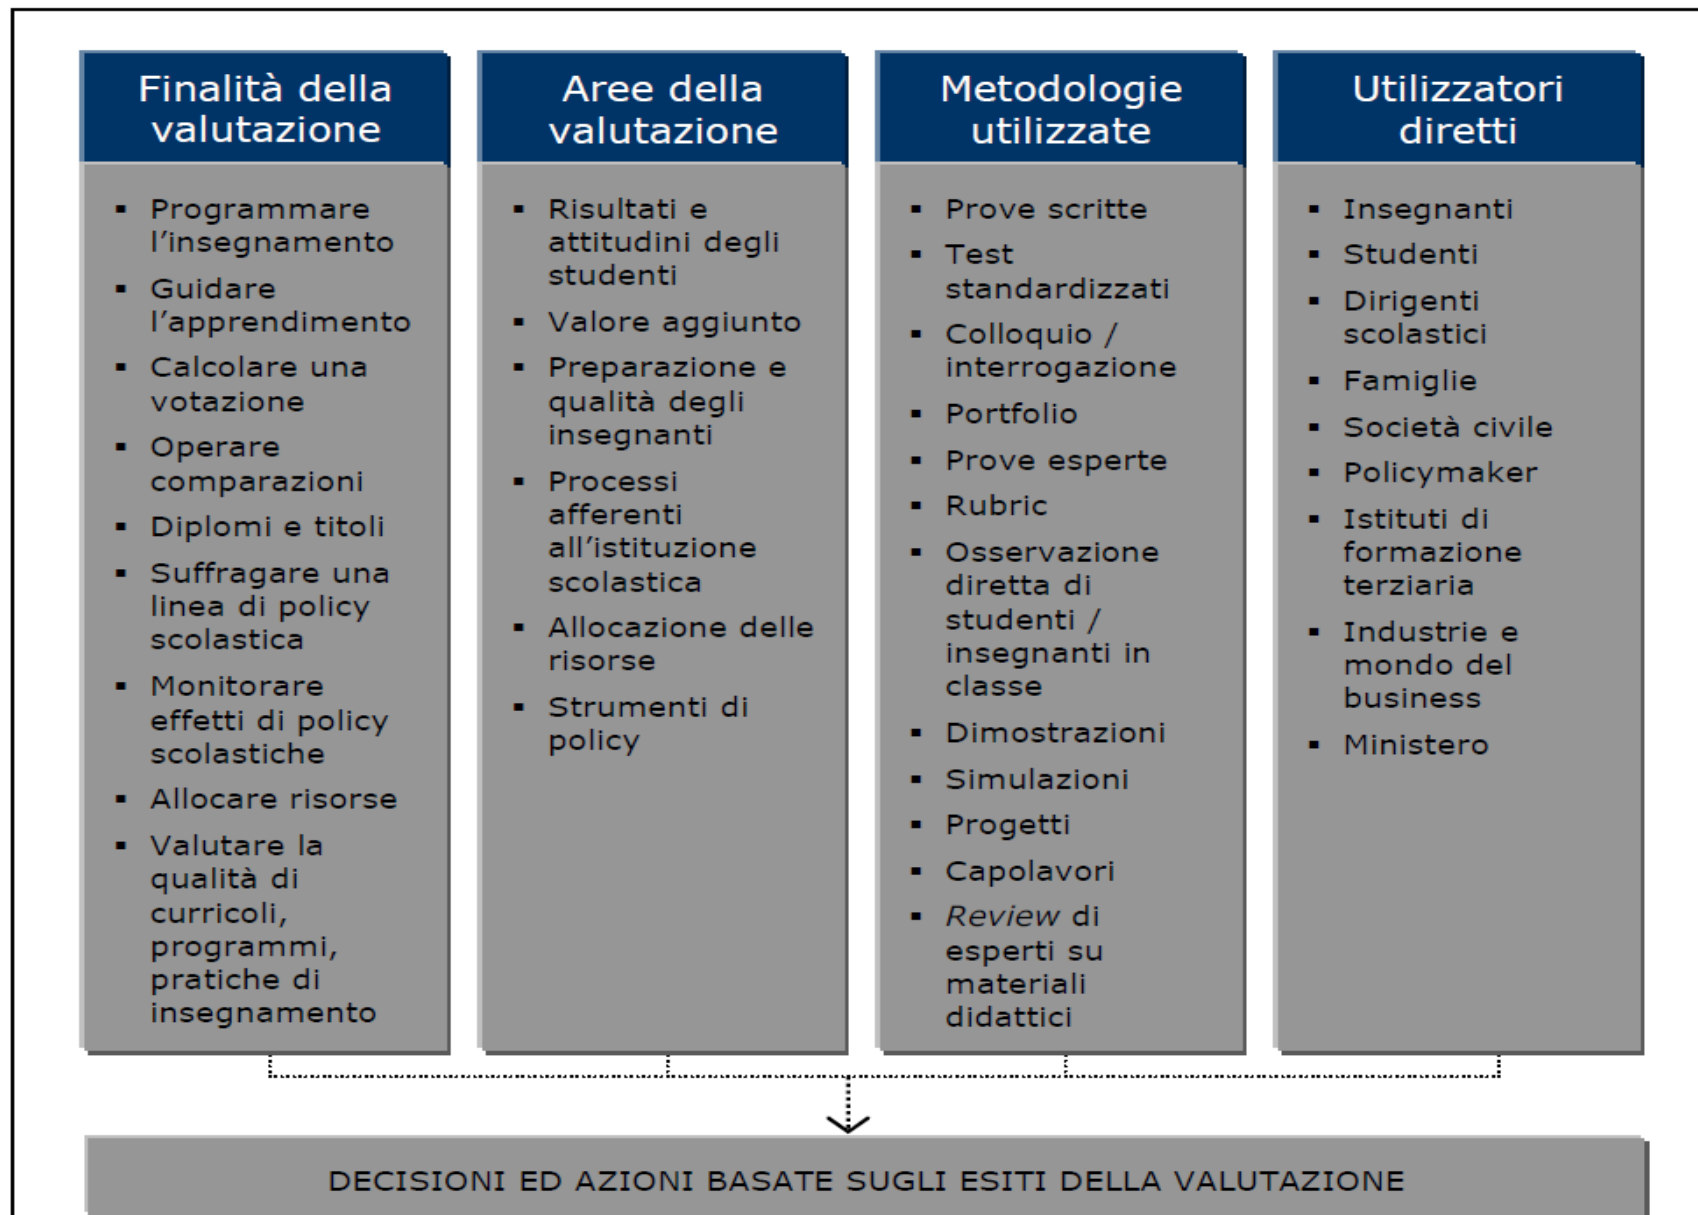 Finalità della
valutazione
▪ Programmare
l’insegnamento
▪ Guidare
l’apprendimento
▪ Calcolare una
votazione
▪ Operare
comparazioni
▪ Diplomi e titoli
▪ Suffragare una
linea di policy
scolastica
▪ Monitorare
effetti di policy
scolastiche
▪ Allocare risorse
▪ Valutare la
qualità di
curricoli,
programmi,
pratiche di
insegnamento
Aree della
valutazione
▪ Risultati e
attitudini degli
studenti
▪ Valore aggiunto
▪ Preparazione e
qualità degli
insegnanti
▪ Processi
afferenti
all’istituzione
scolastica
▪ Allocazione delle
risorse
▪ Strumenti di
policy
Metodologie
utilizzate
▪ Prove scritte
▪ Test
standardizzati
▪ Colloquio /
interrogazione
▪ Portfolio
▪ Prove esperte
▪ Rubric
▪ Osservazione
diretta di
studenti /
insegnanti in
classe
▪ Dimostrazioni
▪ Simulazioni
▪ Progetti
▪ Capolavori
▪ Review di
esperti su
materiali
didattici
Utilizzatori
diretti
▪ Insegnanti
▪ Studenti
▪ Dirigenti
scolastici
▪ Famiglie
▪ Società civile
▪ Policymaker
▪ Istituti di
formazione
terziaria
▪ Industrie e
mondo del
business
▪ Ministero
DECISIONI ED AZIONI BASATE SUGLI ESITI DELLA VALUTAZIONE